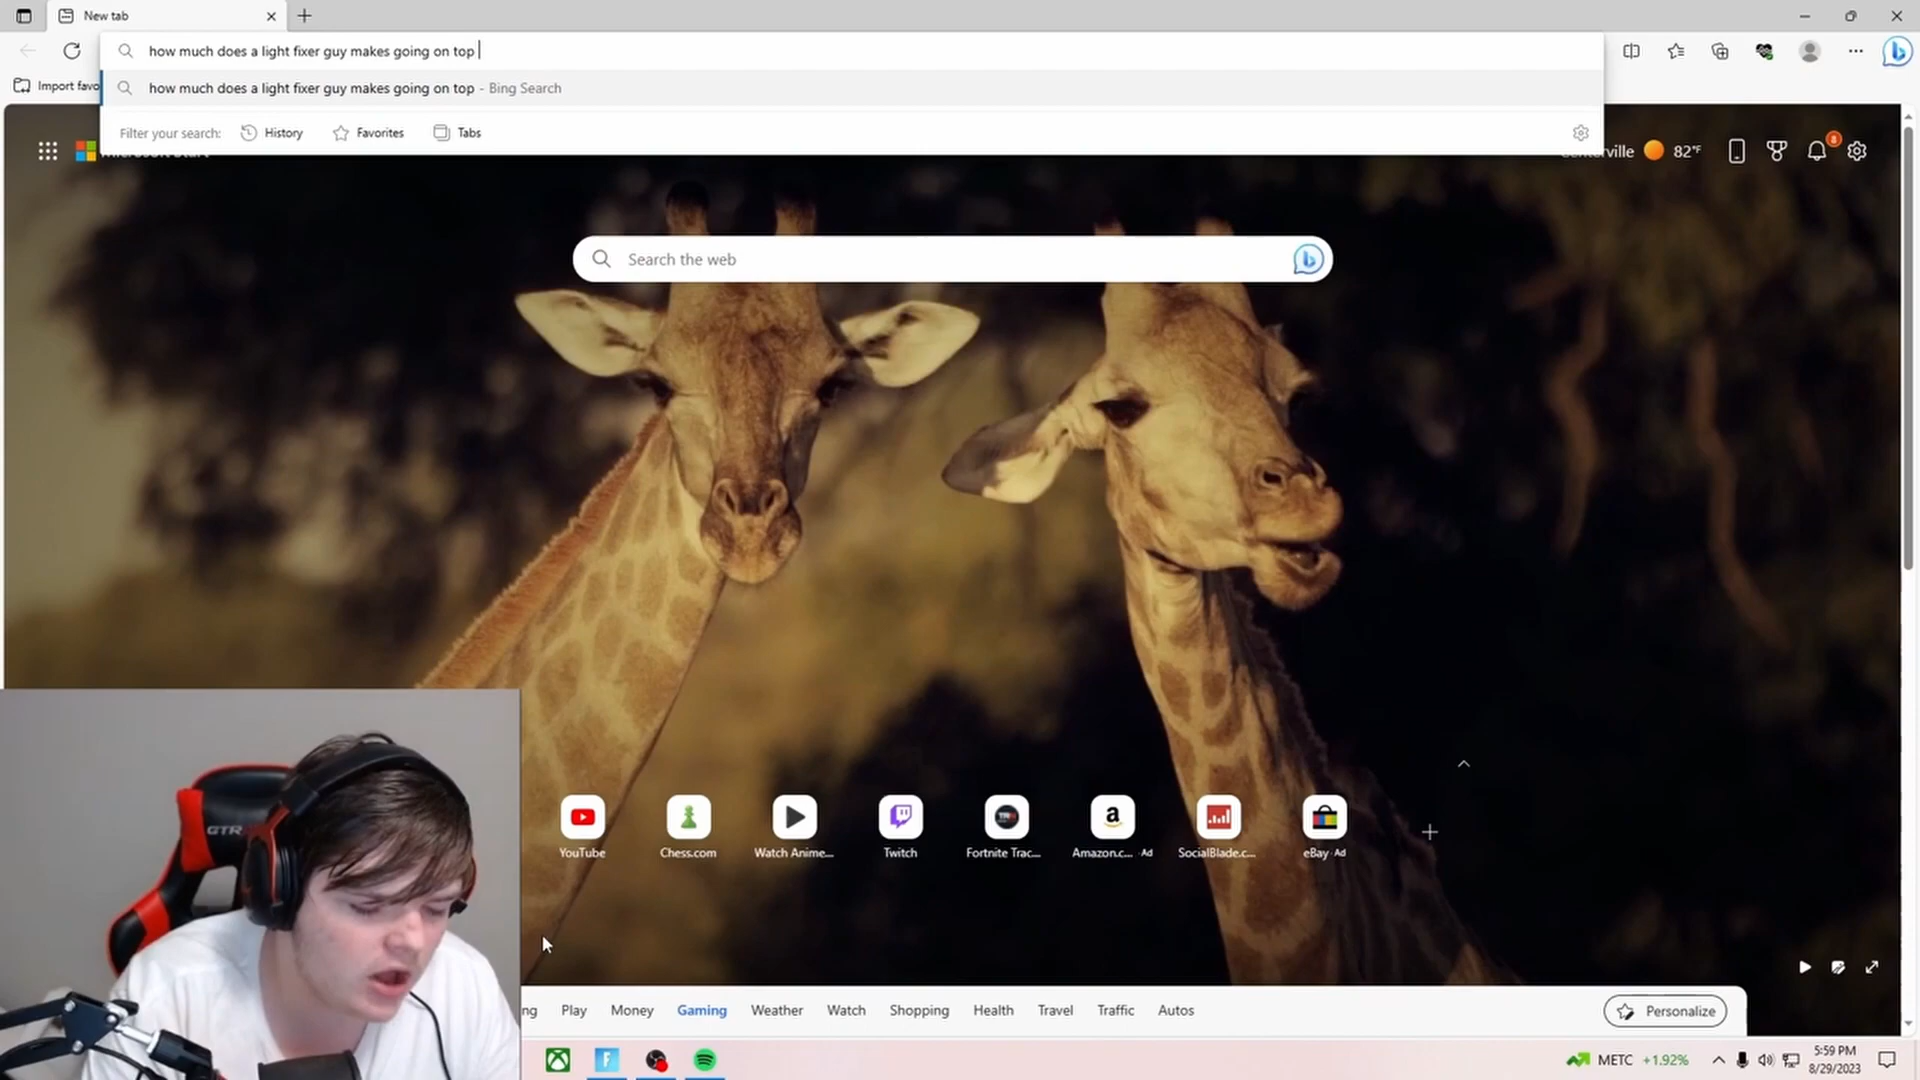 New tab
how much does a light fixer guy makes going on top
how much does a light fixer guy makes going on top - Bing Search
Import favo
Filter your search: History Favorites Tabs
82°F
8
Search the web
GTR
YouTube
Chess.com
Watch Anime...
Twitch
Fortnite Trac...
Amazon.c... · Ad
SocialBlade.c...
eBay · Ad
ng Play Money Gaming Weather Watch Shopping Health Travel Traffic Autos
Personalize
METC +1.92%
5:59 PM
8/29/2023